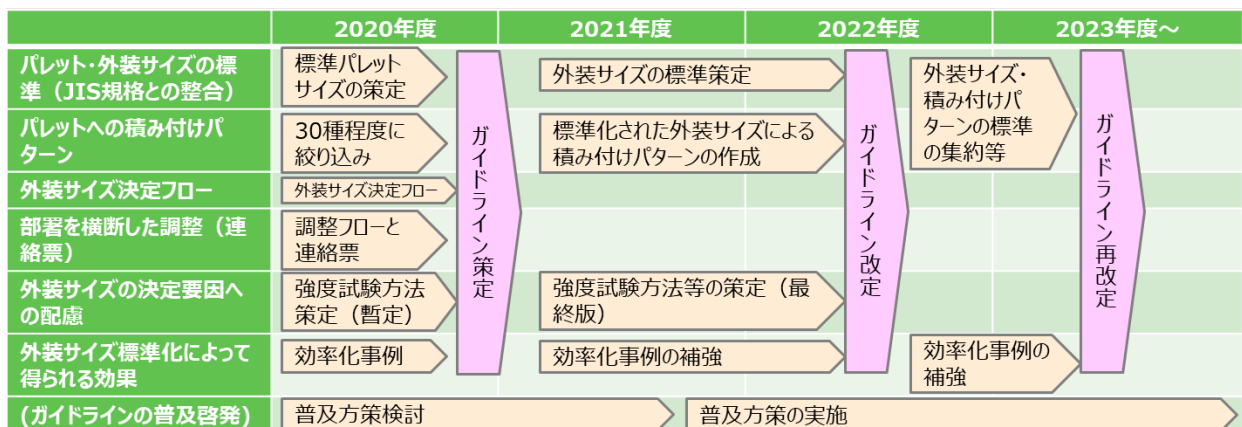 2020年度
2021年度
2022年度
2023年度～
パレット・外装サイズの標
準（JIS規格との整合）
標準パレット
サイズの策定
外装サイズの標準策定
外装サイズ・
積み付けパ
ターンの標準
の集約等
パレットへの積み付けパ
ターン
30種程度に
絞り込み
標準化された外装サイズによる
積み付けパターンの作成
外装サイズ決定フロー
外装サイズ決定フロー
部署を横断した調整（連
絡票）
調整フローと
連絡票
外装サイズの決定要因へ
の配慮
強度試験方法
策定（暫定）
強度試験方法等の策定（最
終版）
外装サイズ標準化によって
得られる効果
効率化事例
効率化事例の補強
効率化事例の
補強
ガイドライン策定
ガイドライン改定
ガイドライン再改定
(ガイドラインの普及啓発)
普及方策検討
普及方策の実施